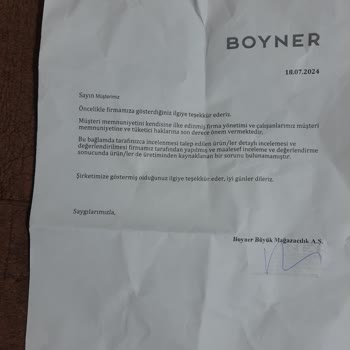 BOYNER
18.07.2024
Sayın Müşterimiz
Öncelikle firmamıza gösterdiğiniz ilgiye teşekkür ederiz.
Müşteri memnuniyetini kendisine ilke edinmiş firma yönetimi ve çalışanlarımız müşteri
memnuniyetine ve tüketici haklarına son derece önem vermektedir.
Bu bağlamda tarafınızca incelenmesi talep edilen ürün/ler detaylı incelemesi ve
değerlendirilmesi firmamız tarafından yapılmış ve maalesef inceleme ve değerlendirme
sonucunda ürün/ler de üretiminden kaynaklanan bir sorunu bulunamamıştır.
Şirketimize göstermiş olduğunuz ilgiye teşekkür eder, iyi günler dileriz.
Saygılarımızla,
Boyner Büyük Mağazacılık A.Ş.